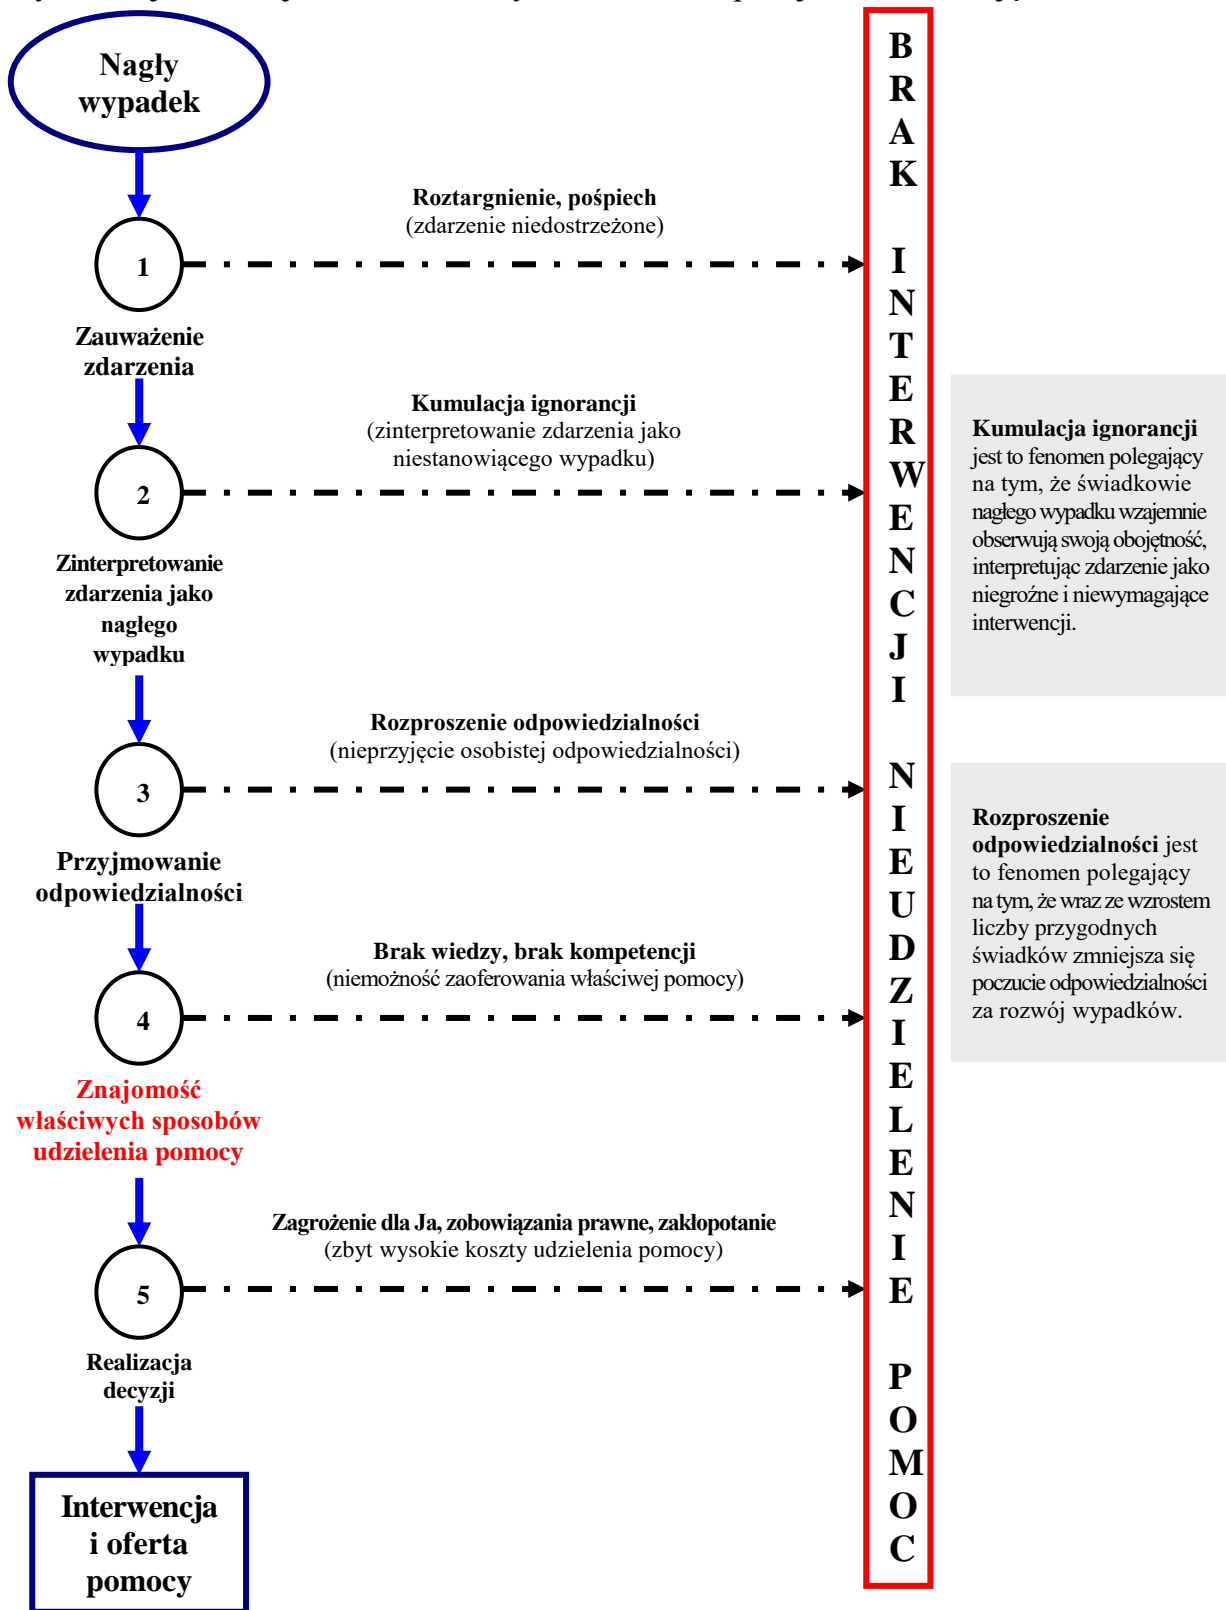 Nagły
wypadek
Roztargnienie, pośpiech
(zdarzenie niedostrzeżone)
1
Zauważenie
zdarzenia
Kumulacja ignorancji
(zinterpretowanie zdarzenia jako
niestanowiącego wypadku)
2
Zinterpretowanie
zdarzenia jako
nagłego
wypadku
Rozproszenie odpowiedzialności
(nieprzyjęcie osobistej odpowiedzialności)
3
Przyjmowanie
odpowiedzialności
Brak wiedzy, brak kompetencji
(niemożność zaoferowania właściwej pomocy)
4
Znajomość
właściwych sposobów
udzielenia pomocy
Zagrożenie dla Ja, zobowiązania prawne, zakłopotanie
(zbyt wysokie koszty udzielenia pomocy)
5
Realizacja
decyzji
Interwencja
i oferta
pomocy
B
R
A
K
I
N
T
E
R
W
E
N
C
J
I
N
I
E
U
D
Z
I
E
L
E
N
I
E
P
O
M
O
C
Kumulacja ignorancji
jest to fenomen polegający
na tym, że świadkowie
nagłego wypadku wzajemnie
obserwują swoją obojętność,
interpretując zdarzenie jako
niegroźne i niewymagające
interwencji.
Rozproszenie
odpowiedzialności jest
to fenomen polegający
na tym, że wraz ze wzrostem
liczby przygodnych
świadków zmniejsza się
poczucie odpowiedzialności
za rozwój wypadków.